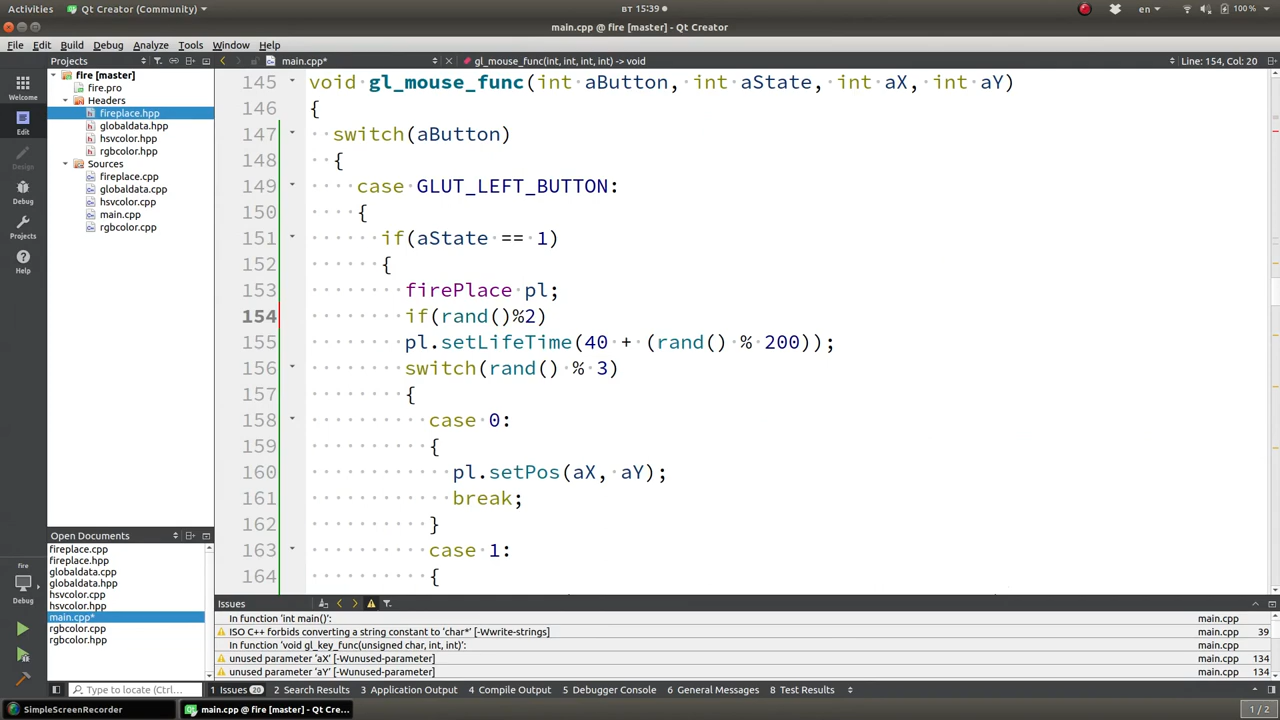 Activities
Qt Creator (Community)
ВТ 15:39
en
100 %
main.cpp @ fire [master] - Qt Creator
File Edit Build Debug Analyze Tools Window Help
Projects
main.cpp*
gl_mouse_func(int, int, int, int) -> void
Line: 154, Col: 20
Welcome
Edit
Design
Debug
Projects
Help
fire
Debug
fire [master]
fire.pro
Headers
fireplace.hpp
globaldata.hpp
hsvcolor.hpp
rgbcolor.hpp
Sources
fireplace.cpp
globaldata.cpp
hsvcolor.cpp
main.cpp
rgbcolor.cpp
Open Documents
fireplace.cpp
fireplace.hpp
globaldata.cpp
globaldata.hpp
hsvcolor.cpp
hsvcolor.hpp
main.cpp*
rgbcolor.cpp
rgbcolor.hpp
145 void gl_mouse_func(int aButton, int aState, int aX, int aY)
146 {
147 switch(aButton)
148 {
149 case GLUT_LEFT_BUTTON:
150 {
151 if(aState == 1)
152 {
153 firePlace pl;
154 if(rand()%2)
155 pl.setLifeTime(40 + (rand() % 200));
156 switch(rand() % 3)
157 {
158 case 0:
159 {
160 pl.setPos(aX, aY);
161 break;
162 }
163 case 1:
164 {
Issues
In function 'int main()': main.cpp
ISO C++ forbids converting a string constant to 'char*' [-Wwrite-strings] main.cpp 39
In function 'void gl_key_func(unsigned char, int, int)': main.cpp
unused parameter 'aX' [-Wunused-parameter] main.cpp 134
unused parameter 'aY' [-Wunused-parameter] main.cpp 134
Type to locate (Ctrl...
1 Issues 20 2 Search Results 3 Application Output 4 Compile Output 5 Debugger Console 6 General Messages 8 Test Results
SimpleScreenRecorder
main.cpp @ fire [master] - Qt Cre...
1 / 2